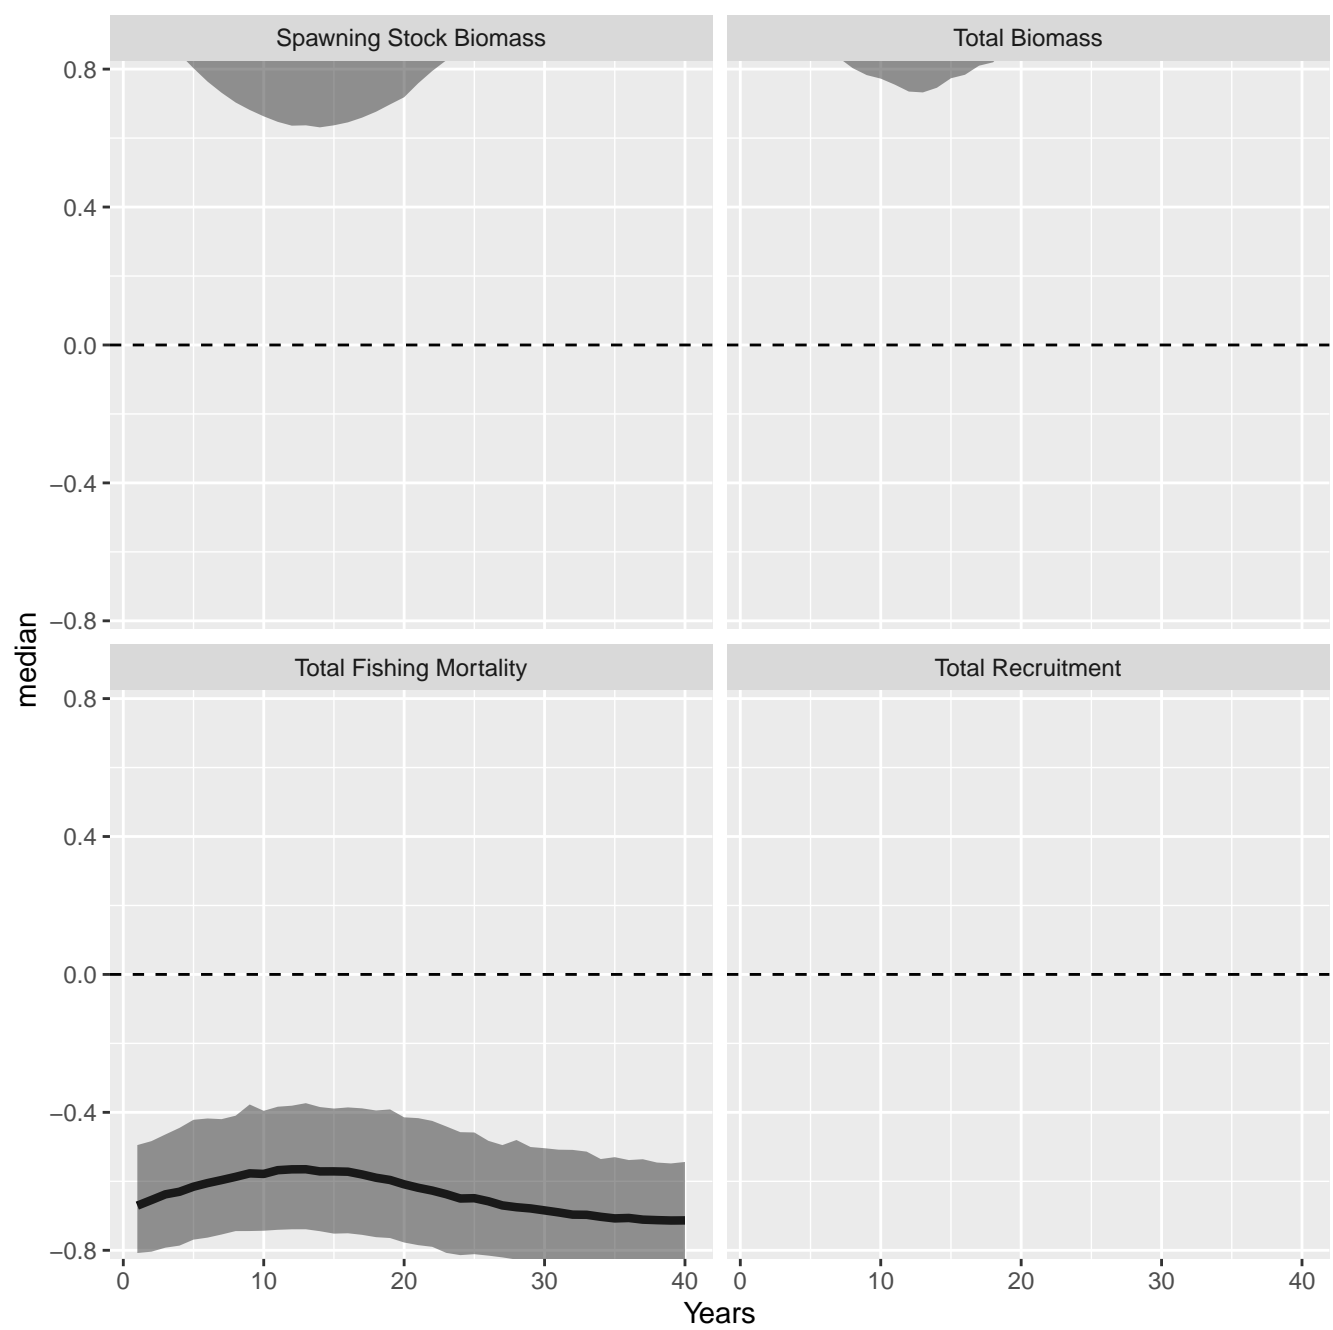 Spawning Stock Biomass
Total Biomass
0.8
0.4
0.0
−0.4
−0.8
median
Total Fishing Mortality
Total Recruitment
0.8
0.4
0.0
−0.4
−0.8
0 10 20 30 40
0 10 20 30 40
Years